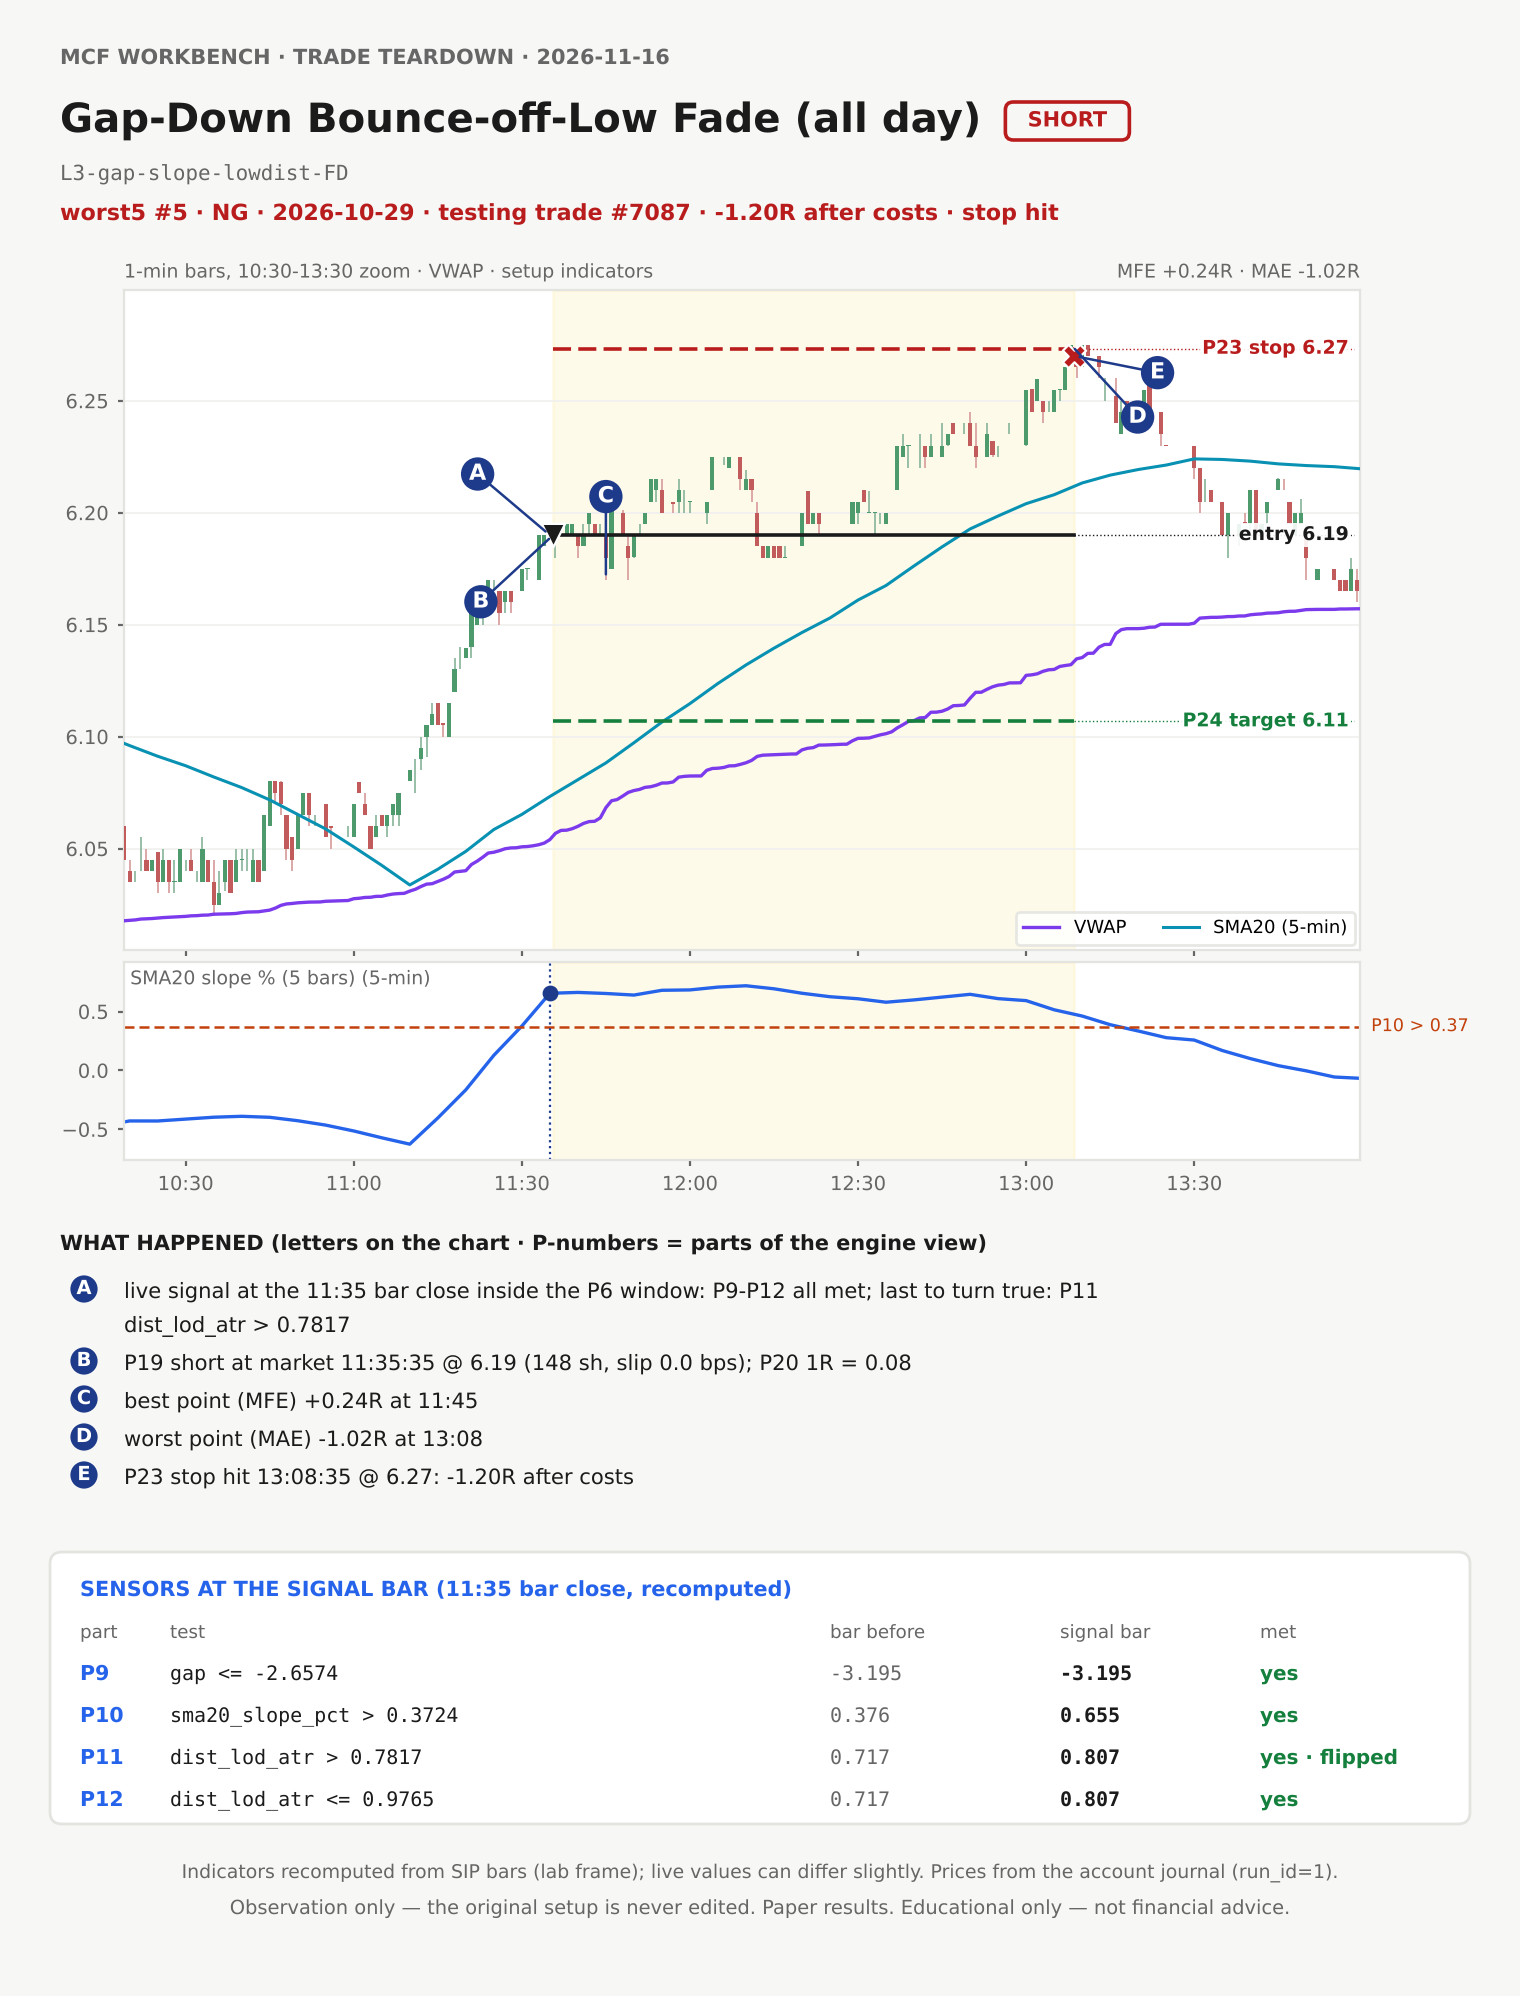 MCF WORKBENCH · TRADE TEARDOWN · 2026-11-16
Gap-Down Bounce-off-Low Fade (all day) SHORT
L3-gap-slope-lowdist-FD
worst5 #5 · NG · 2026-10-29 · testing trade #7087 · -1.20R after costs · stop hit
1-min bars, 10:30-13:30 zoom · VWAP · setup indicators MFE +0.24R · MAE -1.02R
P23 stop 6.27
E
6.25
D
A
C
6.20
entry 6.19
B
6.15
P24 target 6.11
6.10
6.05
VWAP SMA20 (5-min)
SMA20 slope % (5 bars) (5-min)
0.5
P10 > 0.37
0.0
−0.5
10:30 11:00 11:30 12:00 12:30 13:00 13:30
WHAT HAPPENED (letters on the chart · P-numbers = parts of the engine view)
A live signal at the 11:35 bar close inside the P6 window: P9-P12 all met; last to turn true: P11
dist_lod_atr > 0.7817
B P19 short at market 11:35:35 @ 6.19 (148 sh, slip 0.0 bps); P20 1R = 0.08
C best point (MFE) +0.24R at 11:45
D worst point (MAE) -1.02R at 13:08
E P23 stop hit 13:08:35 @ 6.27: -1.20R after costs
SENSORS AT THE SIGNAL BAR (11:35 bar close, recomputed)
part test bar before signal bar met
P9 gap <= -2.6574 -3.195 -3.195 yes
P10 sma20_slope_pct > 0.3724 0.376 0.655 yes
P11 dist_lod_atr > 0.7817 0.717 0.807 yes · flipped
P12 dist_lod_atr <= 0.9765 0.717 0.807 yes
Indicators recomputed from SIP bars (lab frame); live values can differ slightly. Prices from the account journal (run_id=1).
Observation only — the original setup is never edited. Paper results. Educational only — not financial advice.